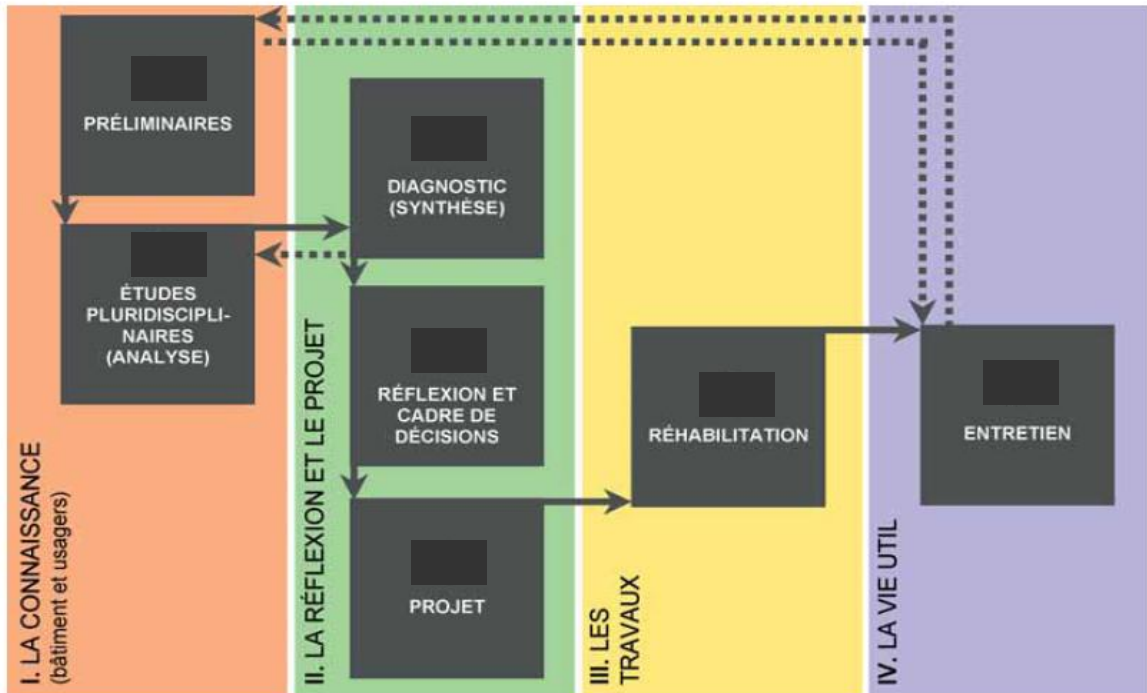 PRÉLIMINAIRES
ÉTUDES
PLURIDISCIPLI-
NAIRES
(ANALYSE)
I. LA CONNAISSANCE
(bâtiment et usagers)
DIAGNOSTIC
(SYNTHÈSE)
RÉFLEXION ET
CADRE DE
DÉCISIONS
PROJET
II. LA RÉFLEXION ET LE PROJET
RÉHABILITATION
III. LES
TRAVAUX
ENTRETIEN
IV. LA VIE UTIL